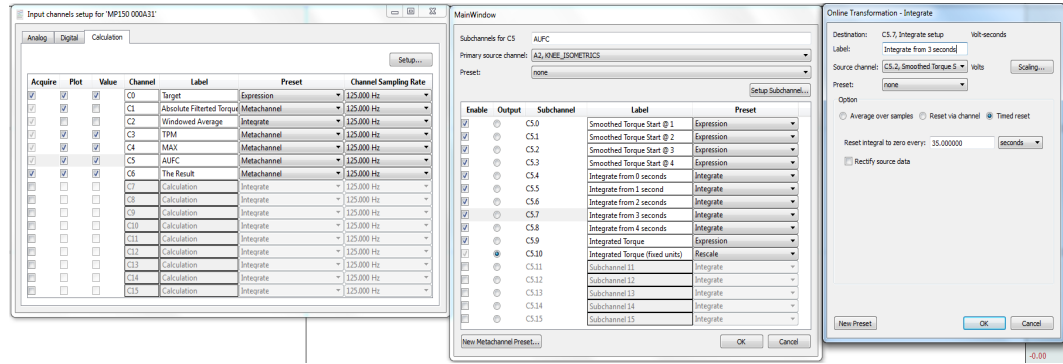 Input channels setup for 'MP150 000A31'
Analog Digital Calculation
Setup...
Acquire Plot Value Channel Label Preset Channel Sampling Rate
C0 Target Expression 125.000 Hz
C1 Absolute Filterted Torque Metachannel 125.000 Hz
C2 Windowed Average Integrate 125.000 Hz
C3 TPM Metachannel 125.000 Hz
C4 MAX Metachannel 125.000 Hz
C5 AUFC Metachannel 125.000 Hz
C6 The Result Metachannel 125.000 Hz
C7 Calculation Integrate 125.000 Hz
C8 Calculation Integrate 125.000 Hz
C9 Calculation Integrate 125.000 Hz
C10 Calculation Integrate 125.000 Hz
C11 Calculation Integrate 125.000 Hz
C12 Calculation Integrate 125.000 Hz
C13 Calculation Integrate 125.000 Hz
C14 Calculation Integrate 125.000 Hz
C15 Calculation Integrate 125.000 Hz
MainWindow
Subchannels for C5 AUFC
Primary source channel: A2, KNEE_ISOMETRICS
Preset: none
Setup Subchannel...
Enable Output Subchannel Label Preset
C5.0 Smoothed Torque Start @ 1 Expression
C5.1 Smoothed Torque Start @ 2 Expression
C5.2 Smoothed Torque Start @ 3 Expression
C5.3 Smoothed Torque Start @ 4 Expression
C5.4 Integrate from 0 seconds Integrate
C5.5 Integrate from 1 second Integrate
C5.6 Integrate from 2 seconds Integrate
C5.7 Integrate from 3 seconds Integrate
C5.8 Integrate from 4 seconds Integrate
C5.9 Integrated Torque Expression
C5.10 Integrated Torque (fixed units) Rescale
C5.11 Subchannel 11 Integrate
C5.12 Subchannel 12 Integrate
C5.13 Subchannel 13 Integrate
C5.14 Subchannel 14 Integrate
C5.15 Subchannel 15 Integrate
New Metachannel Preset... OK Cancel
Online Transformation - Integrate
Destination: C5.7, Integrate setup Volt-seconds
Label: Integrate from 3 seconds
Source channel: C5.2, Smoothed Torque S Volts Scaling...
Preset: none
Option
Average over samples Reset via channel Timed reset
Reset integral to zero every: 35.000000 seconds
Rectify source data
New Preset OK Cancel
-0.00